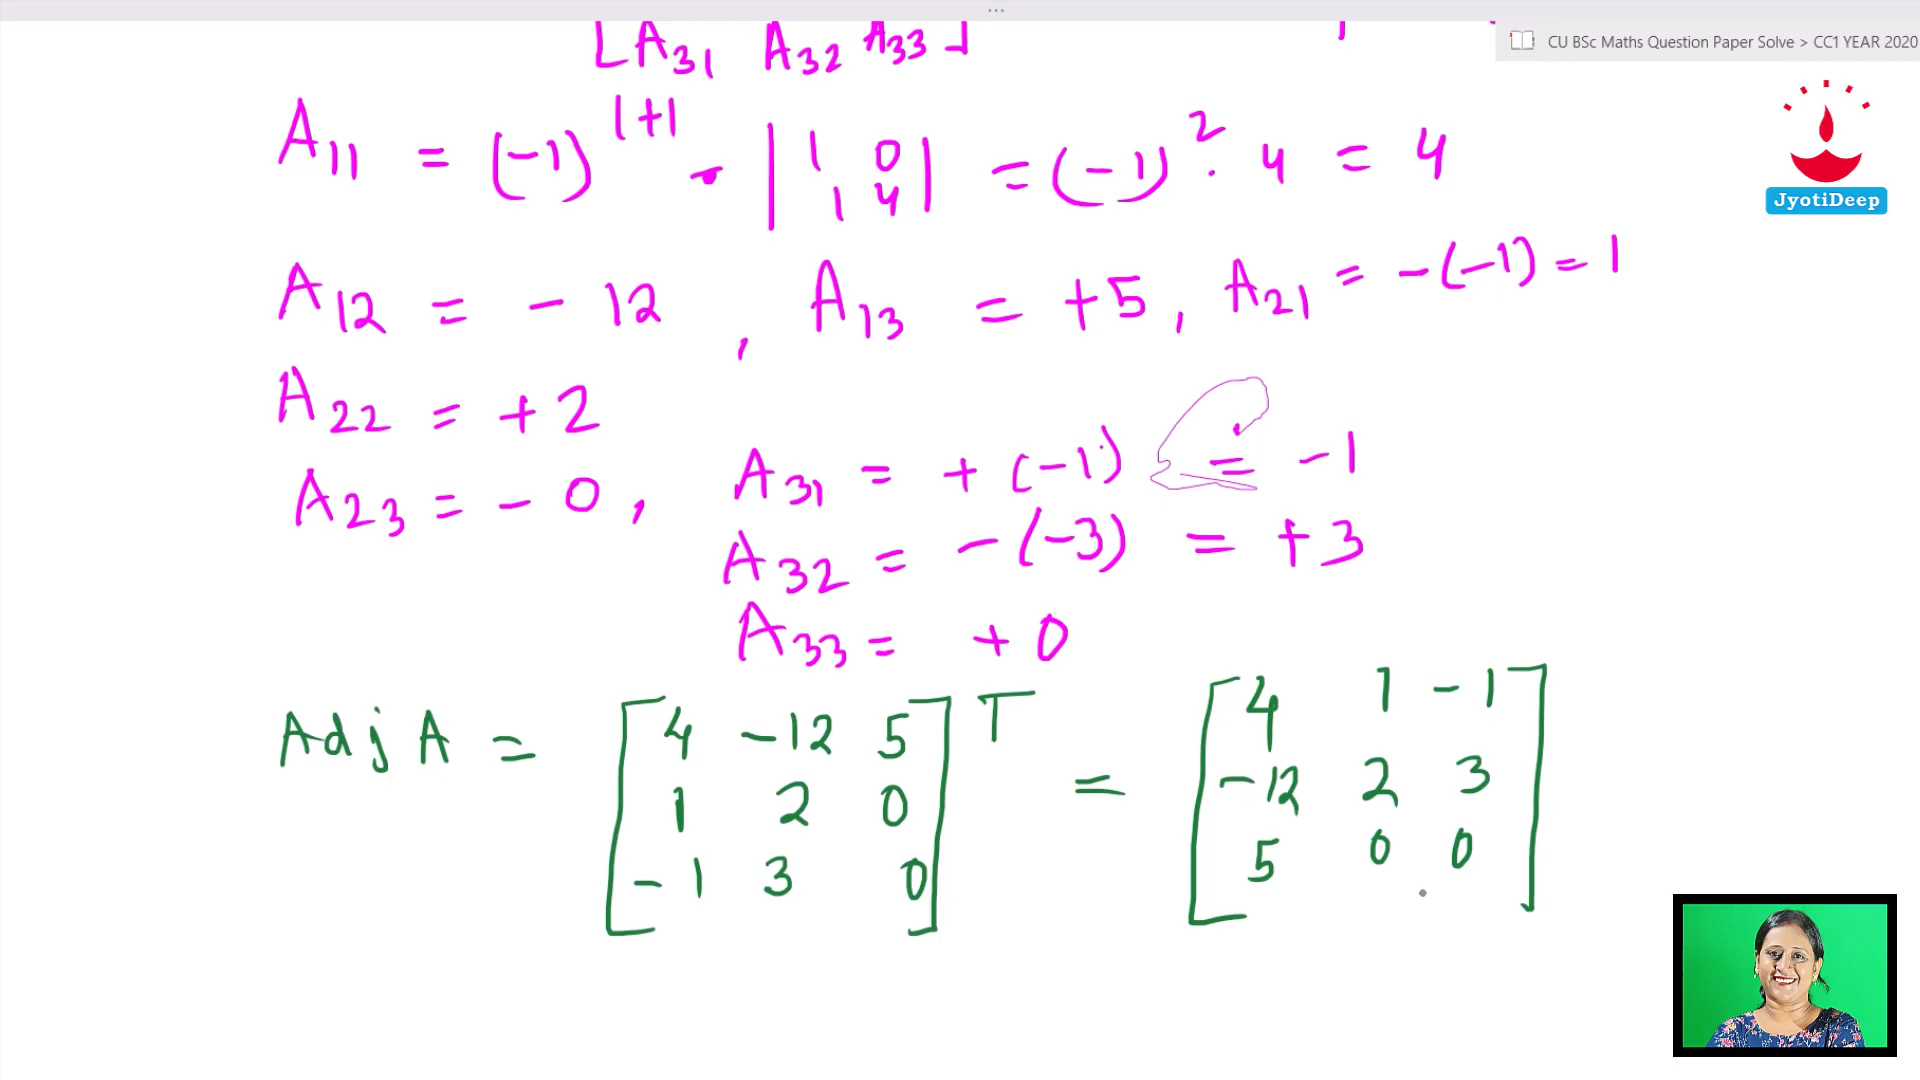 ...
CU BSc Maths Question Paper Solve > CC1 YEAR 2020
[A31 A32 A33]
JyotiDeep
A11 = (-1)^1+1 · |1 0 / 1 4| = (-1)^2 · 4 = 4
A12 = - 12 , A13 = +5 , A21 = -(-1) = 1
A22 = +2
A23 = - 0 , A31 = + (-1) = -1
A32 = - (-3) = +3
A33 = + 0
Adj A = [4 -12 5 / 1 2 0 / -1 3 0]^T = [4 1 -1 / -12 2 3 / 5 0 0]